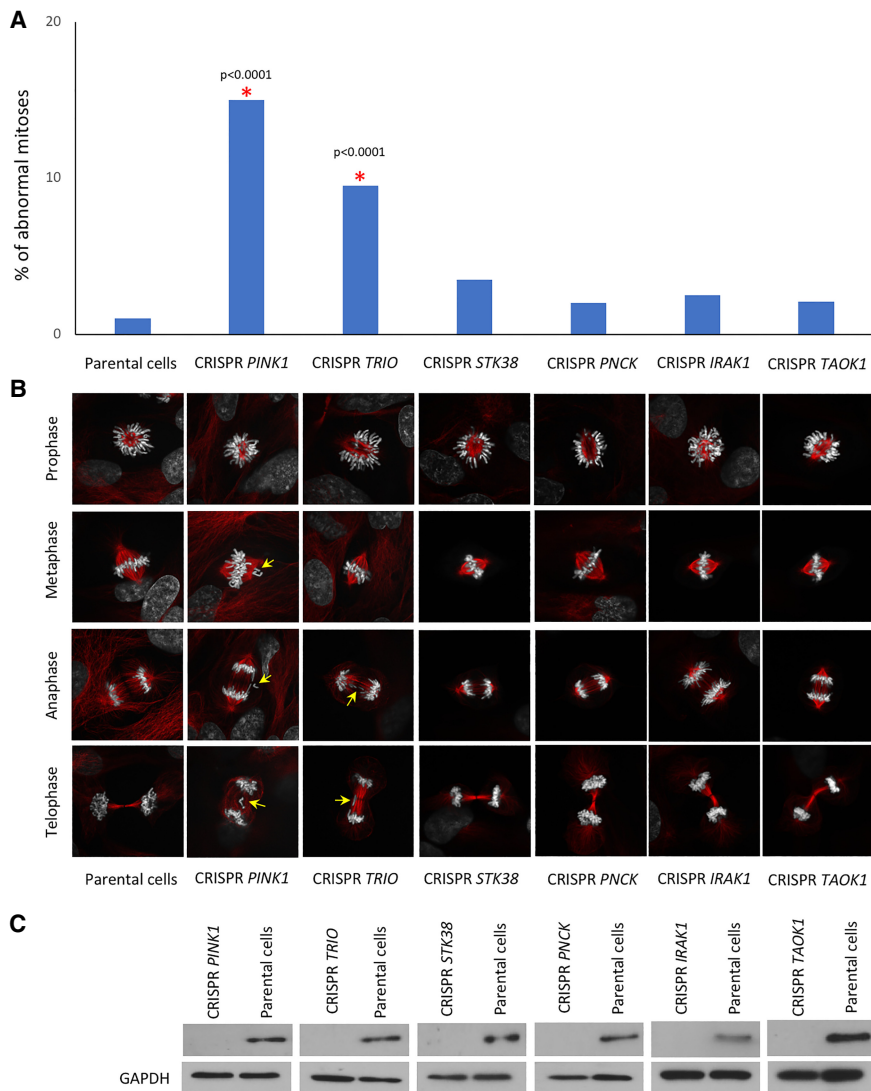 A
% of abnormal mitoses
20
10
0
p<0.0001
*
p<0.0001
*
Parental cells
CRISPR PINK1
CRISPR TRIO
CRISPR STK38
CRISPR PNCK
CRISPR IRAK1
CRISPR TAOK1
B
Prophase
Metaphase
Anaphase
Telophase
Parental cells
CRISPR PINK1
CRISPR TRIO
CRISPR STK38
CRISPR PNCK
CRISPR IRAK1
CRISPR TAOK1
C
CRISPR PINK1
Parental cells
CRISPR TRIO
Parental cells
CRISPR STK38
Parental cells
CRISPR PNCK
Parental cells
CRISPR IRAK1
Parental cells
CRISPR TAOK1
Parental cells
GAPDH